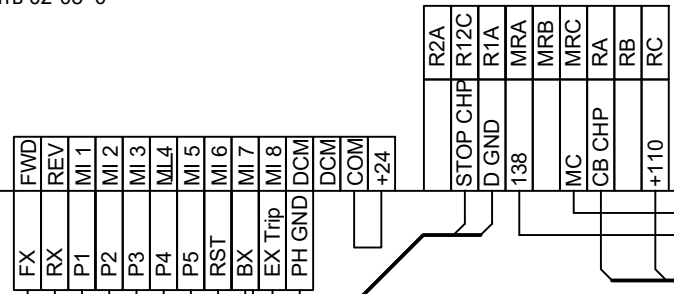 R2A R12C R1A MRA MRB MRC RA RB RC
STOP CHP D GND 138 MC CB CHP +110
FWD REV MI 1 MI 2 MI 3 MI 4 MI 5 MI 6 MI 7 MI 8 DCM DCM COM +24
FX RX P1 P2 P3 P4 P5 RST BX EX Trip PH GND